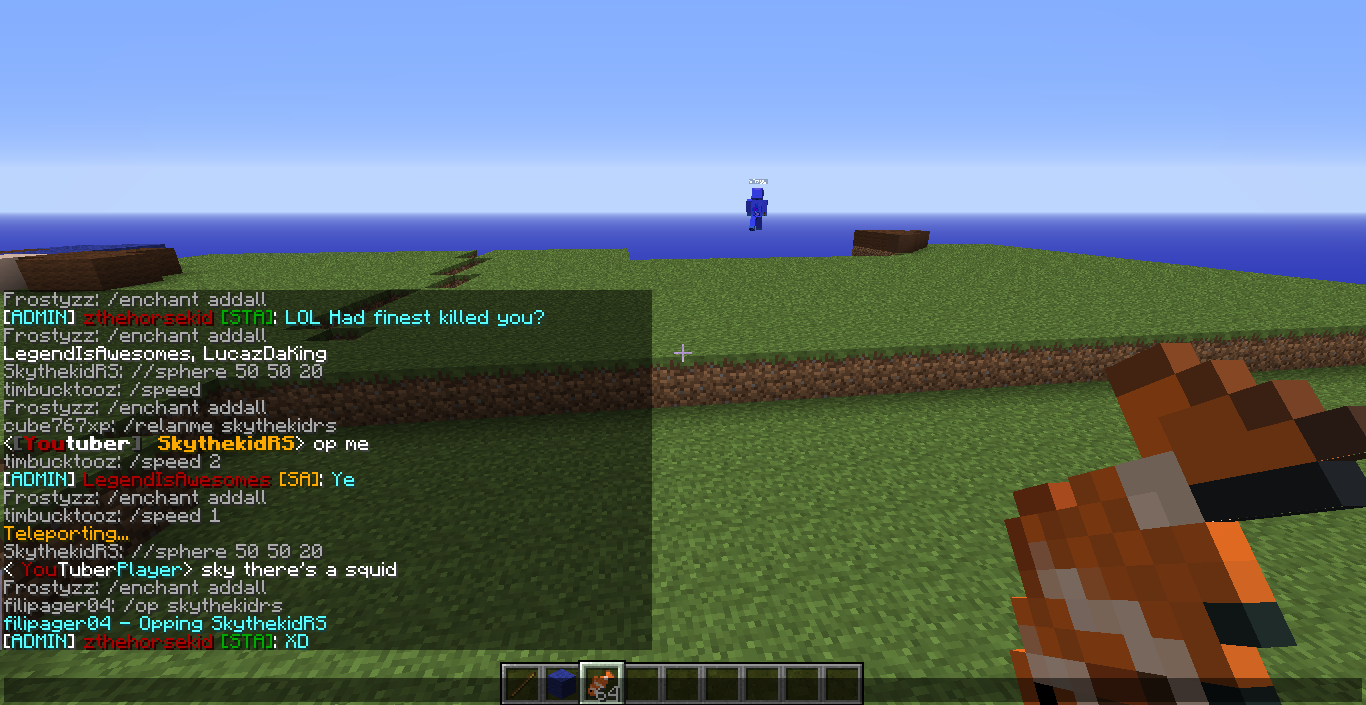 Frostyzz: /enchant addall
[ADMIN] zthehorsekid [STA]: LOL Had finest killed you?
Frostyzz: /enchant addall
LegendIsAwesomes, LucazDaKing
SkythekidRS: //sphere 50 50 20
timbucktooz: /speed
Frostyzz: /enchant addall
cube767xp: /relanme skythekidrs
<[Youtuber] SkythekidRS> op me
timbucktooz: /speed 2
[ADMIN] LegendIsAwesomes [SA]: Ye
Frostyzz: /enchant addall
timbucktooz: /speed 1
Teleporting...
SkythekidRS: //sphere 50 50 20
< YouTuberPlayer> sky there's a squid
Frostyzz: /enchant addall
filipager04: /op skythekidrs
filipager04 - Opping SkythekidRS
[ADMIN] zthehorsekid [STA]: XD
64